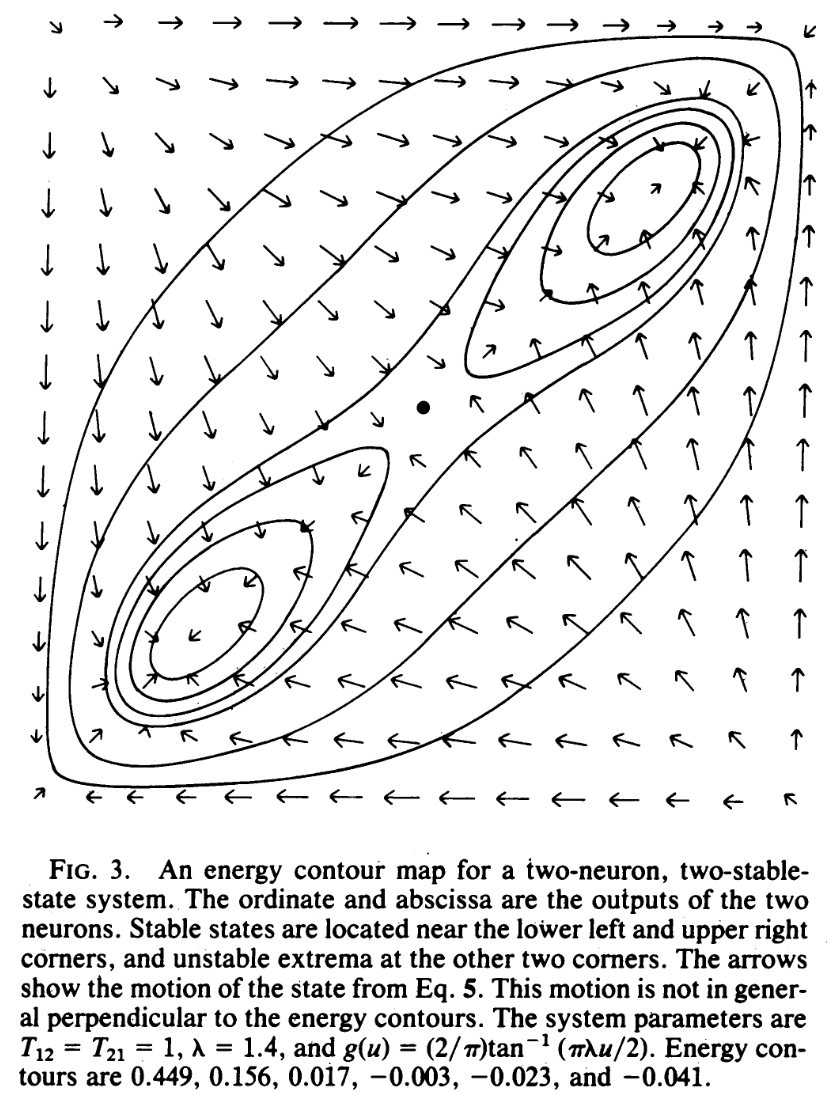 FIG. 3. An energy contour map for a two-neuron, two-stable-
state system. The ordinate and abscissa are the outputs of the two
neurons. Stable states are located near the lower left and upper right
corners, and unstable extrema at the other two corners. The arrows
show the motion of the state from Eq. 5. This motion is not in gener-
al perpendicular to the energy contours. The system parameters are
T₁₂ = T₂₁ = 1, λ = 1.4, and g(u) = (2/π)tan⁻¹ (πλu/2). Energy con-
tours are 0.449, 0.156, 0.017, −0.003, −0.023, and −0.041.